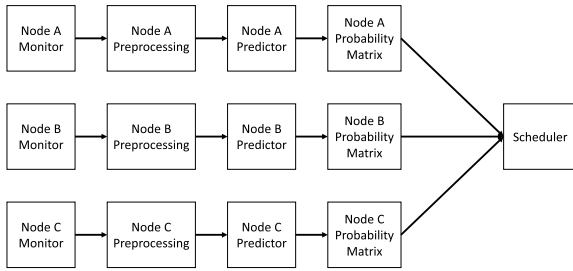 Node A
Monitor
Node A
Preprocessing
Node A
Predictor
Node A
Probability
Matrix
Node B
Monitor
Node B
Preprocessing
Node B
Predictor
Node B
Probability
Matrix
Scheduler
Node C
Monitor
Node C
Preprocessing
Node C
Predictor
Node C
Probability
Matrix